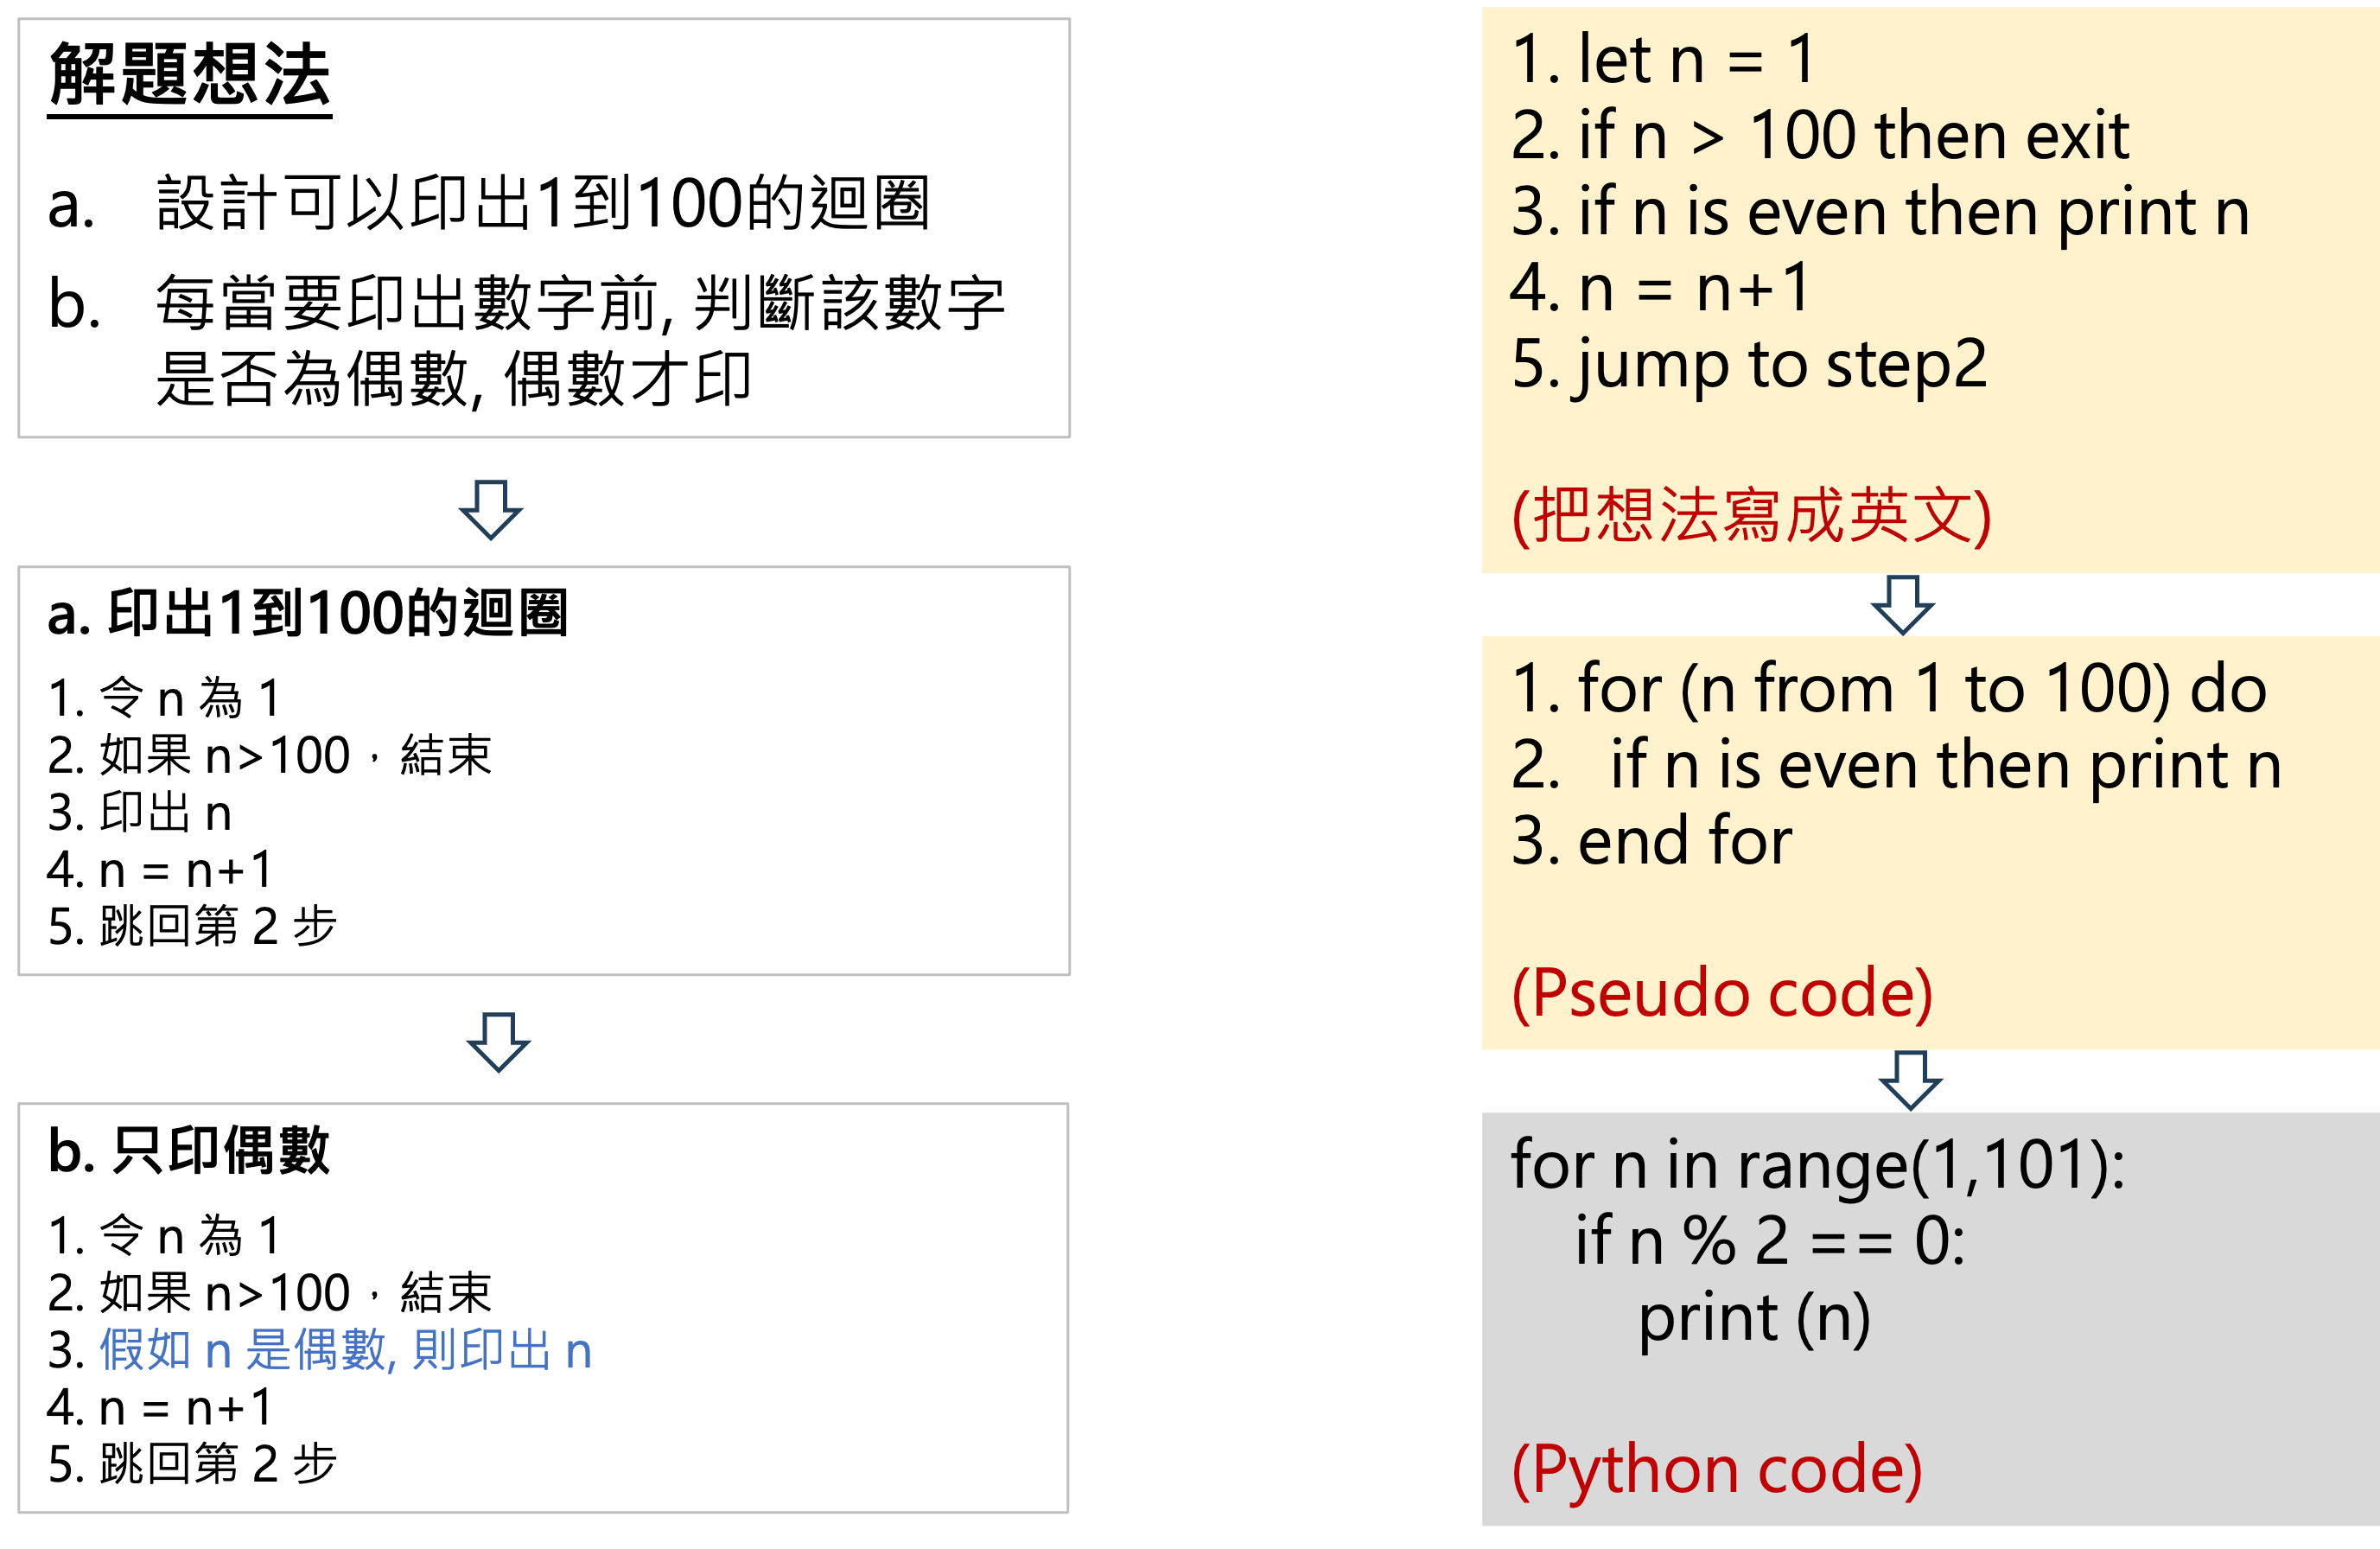 解題想法
a. 設計可以印出1到100的迴圈
b. 每當要印出數字前, 判斷該數字
是否為偶數, 偶數才印
a. 印出1到100的迴圈
1. 令 n 為 1
2. 如果 n>100，結束
3. 印出 n
4. n = n+1
5. 跳回第 2 步
b. 只印偶數
1. 令 n 為 1
2. 如果 n>100，結束
3. 假如 n 是偶數, 則印出 n
4. n = n+1
5. 跳回第 2 步
1. let n = 1
2. if n > 100 then exit
3. if n is even then print n
4. n = n+1
5. jump to step2
(把想法寫成英文)
1. for (n from 1 to 100) do
2.   if n is even then print n
3. end for
(Pseudo code)
for n in range(1,101):
    if n % 2 == 0:
        print (n)
(Python code)